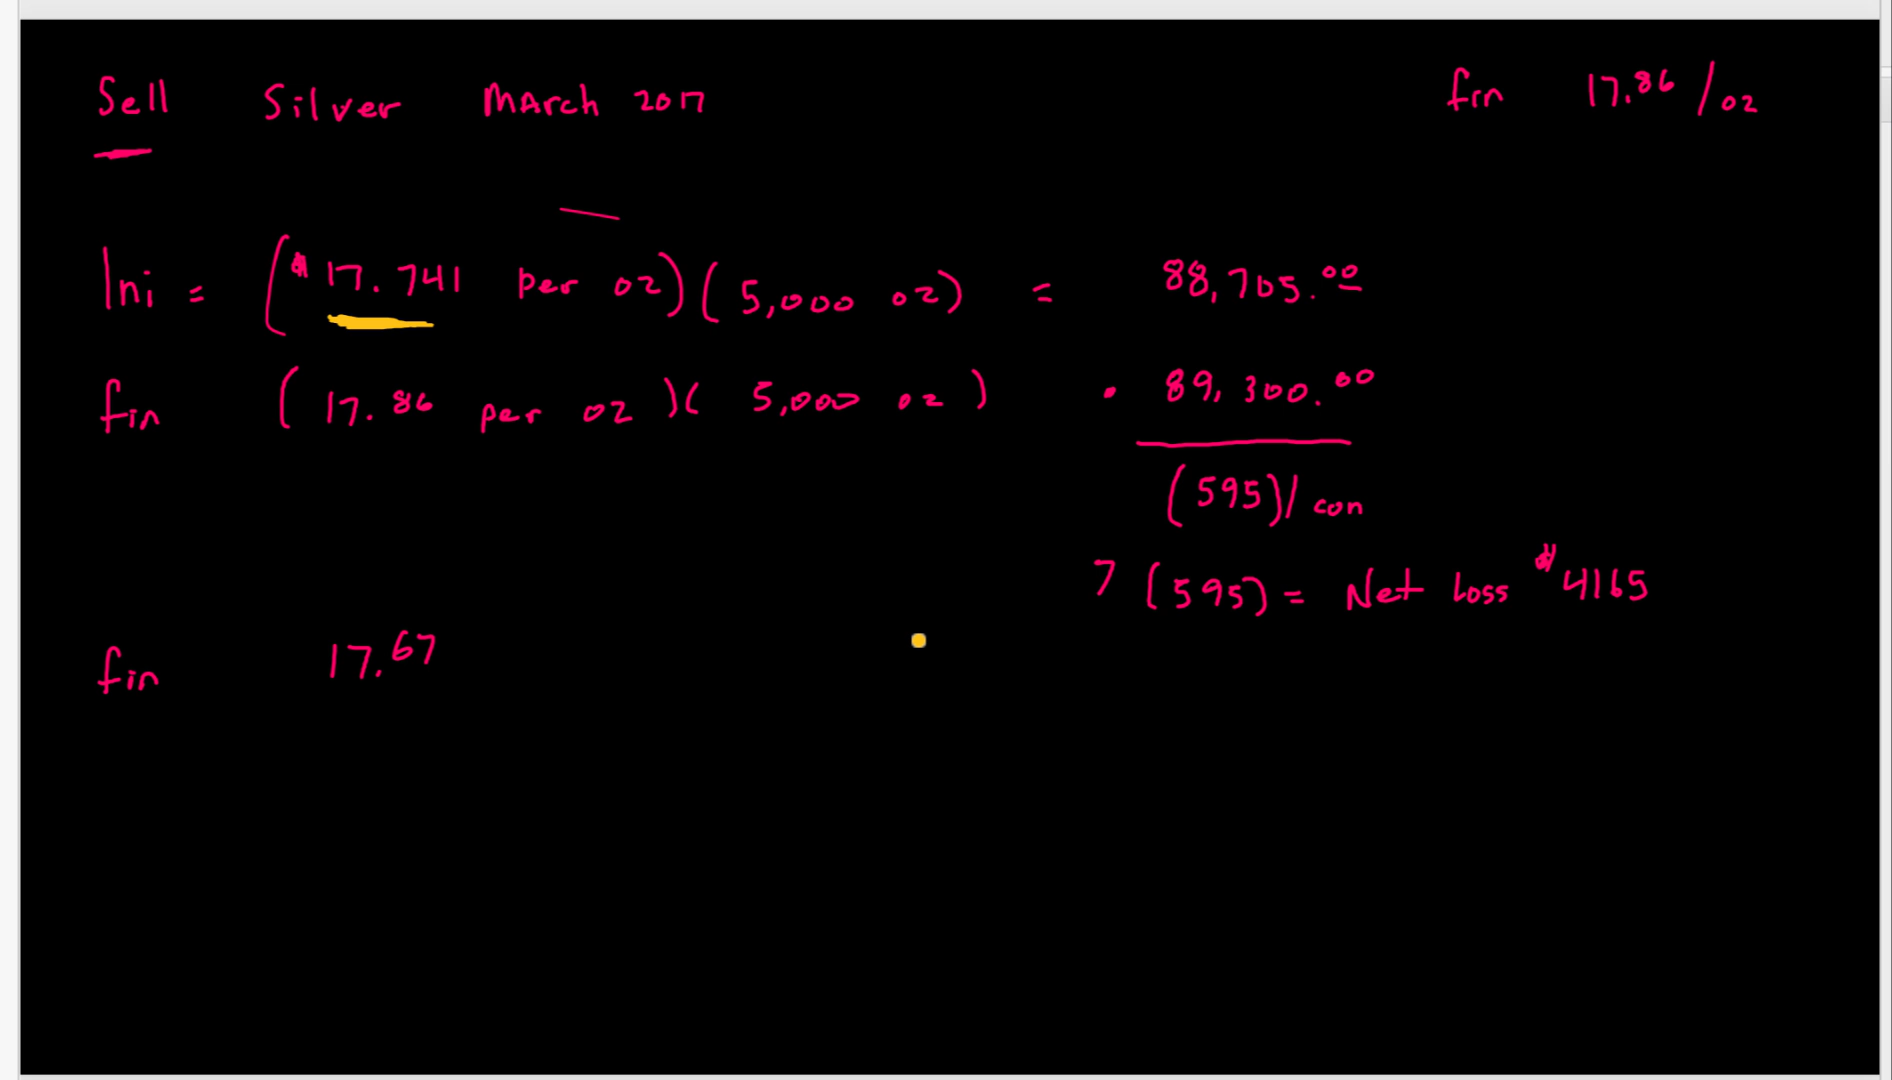 Sell Silver March 2017 fin 17.86 / oz
Ini = ($ 17.741 per oz)(5,000 oz) = 88,705.00
fin (17.86 per oz)(5,000 oz) 89,300.00
(595)/con
7 (595) = Net Loss $4165
fin 17.67